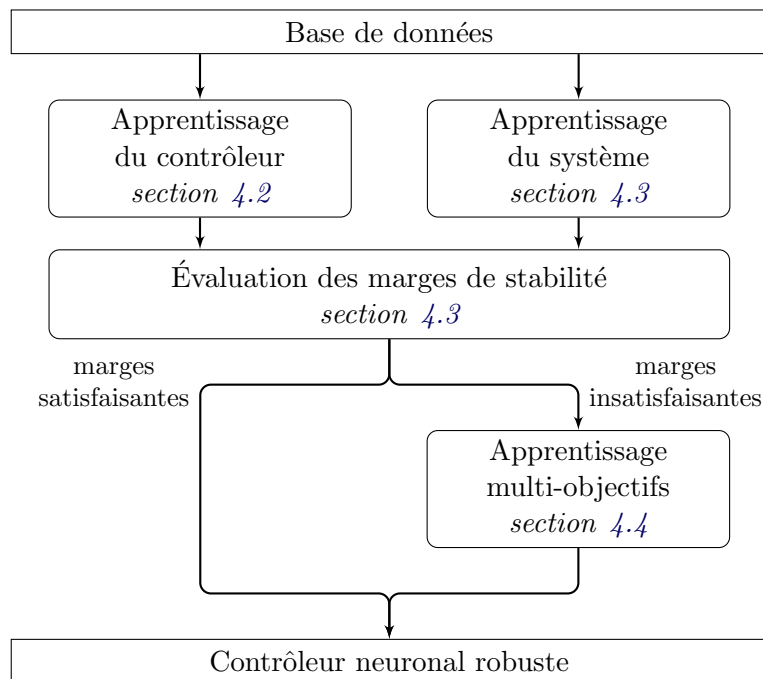 Base de données
Apprentissage
du contrôleur
section 4.2
Apprentissage
du système
section 4.3
Évaluation des marges de stabilité
section 4.3
marges
satisfaisantes
marges
insatisfaisantes
Apprentissage
multi-objectifs
section 4.4
Contrôleur neuronal robuste